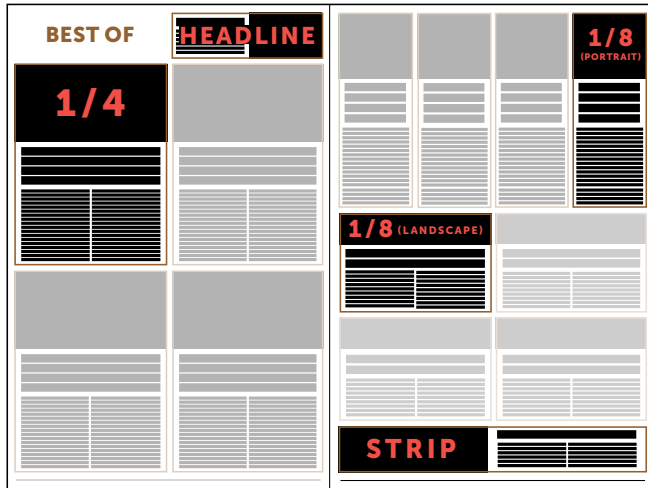 BEST OF
HEADLINE
1/4
1/8
(PORTRAIT)
1/8 (LANDSCAPE)
STRIP